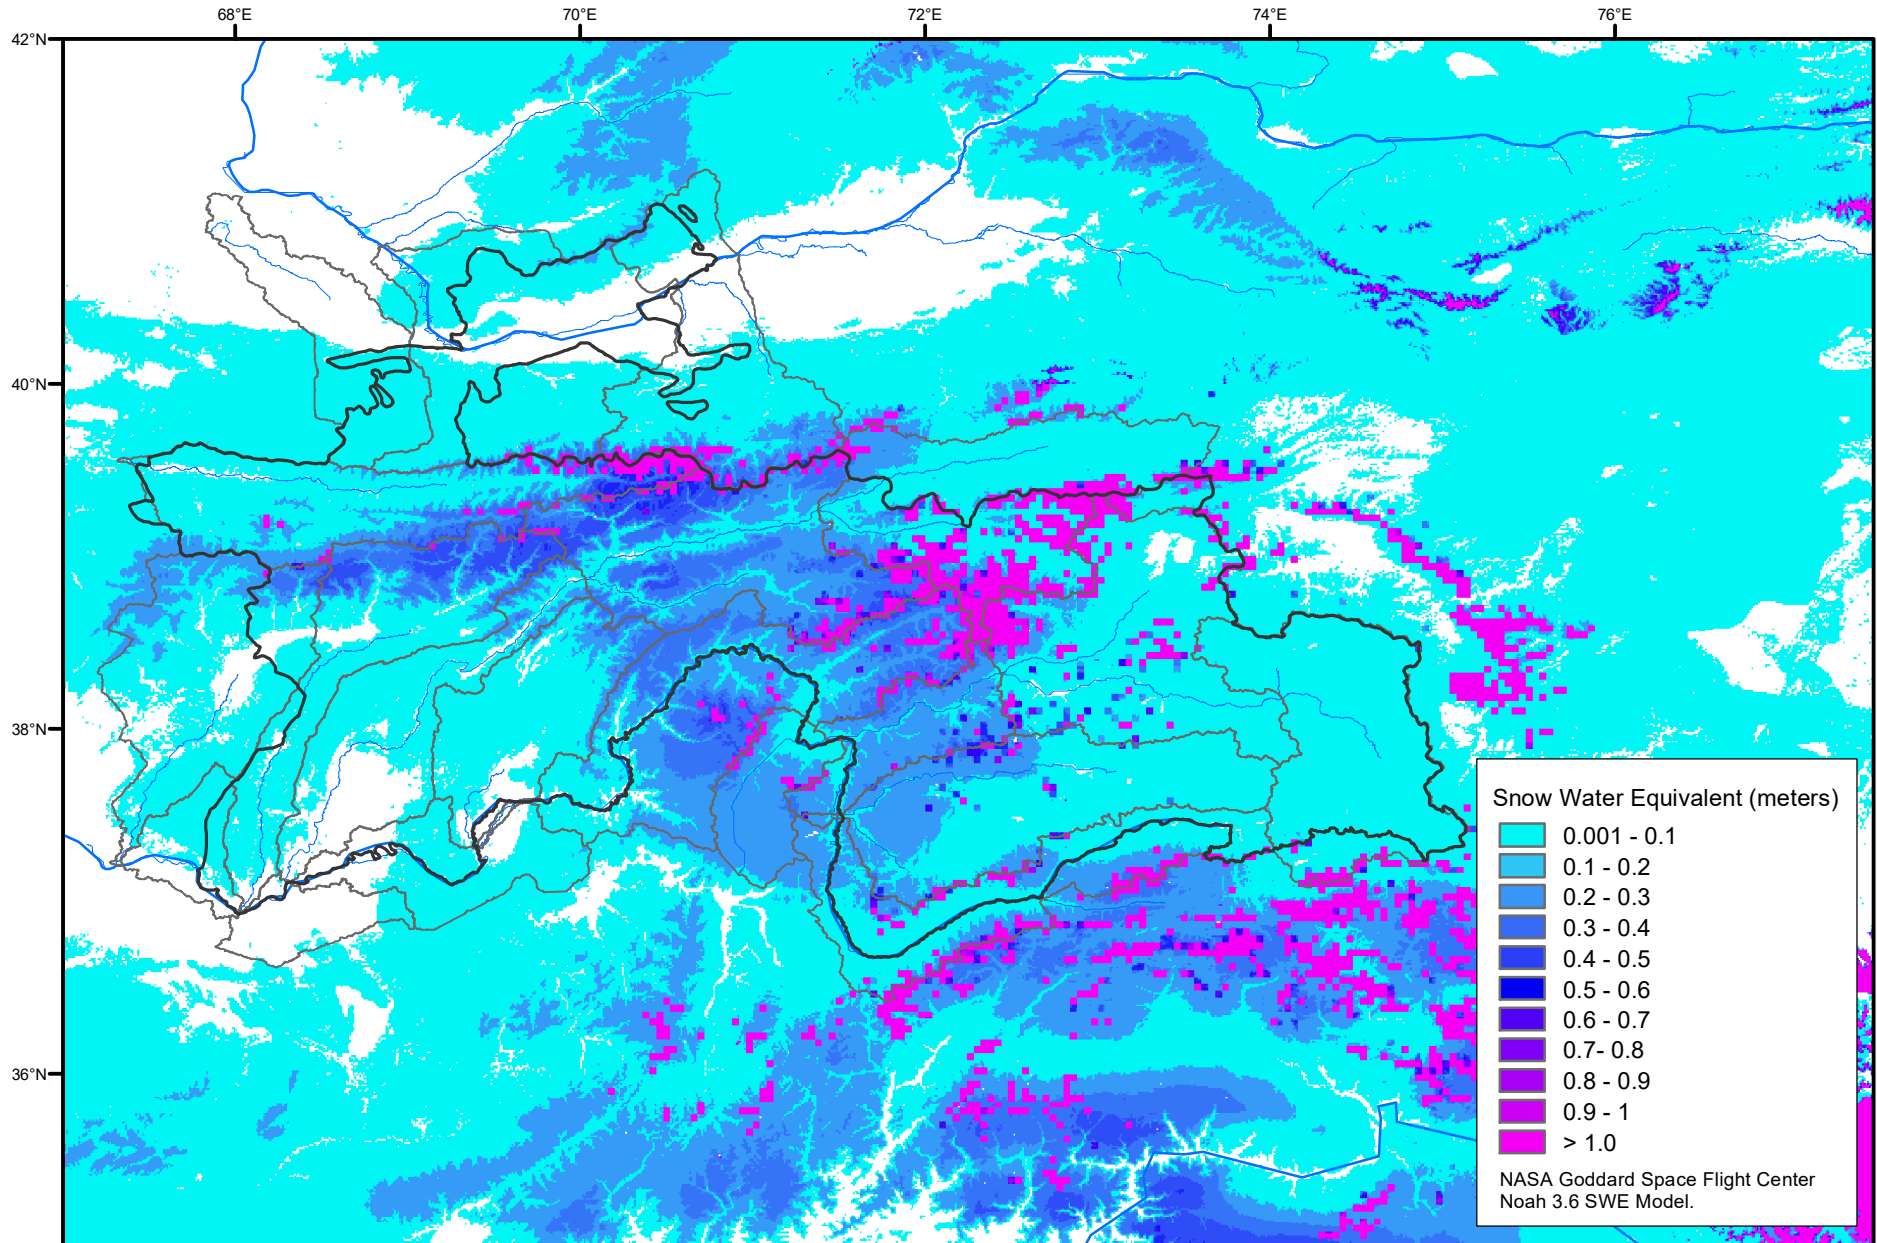 68°E
70°E
72°E
74°E
76°E
42°N
40°N
38°N
36°N
Snow Water Equivalent (meters)
0.001 - 0.1
0.1 - 0.2
0.2 - 0.3
0.3 - 0.4
0.4 - 0.5
0.5 - 0.6
0.6 - 0.7
0.7- 0.8
0.8 - 0.9
0.9 - 1
> 1.0
NASA Goddard Space Flight Center
Noah 3.6 SWE Model.